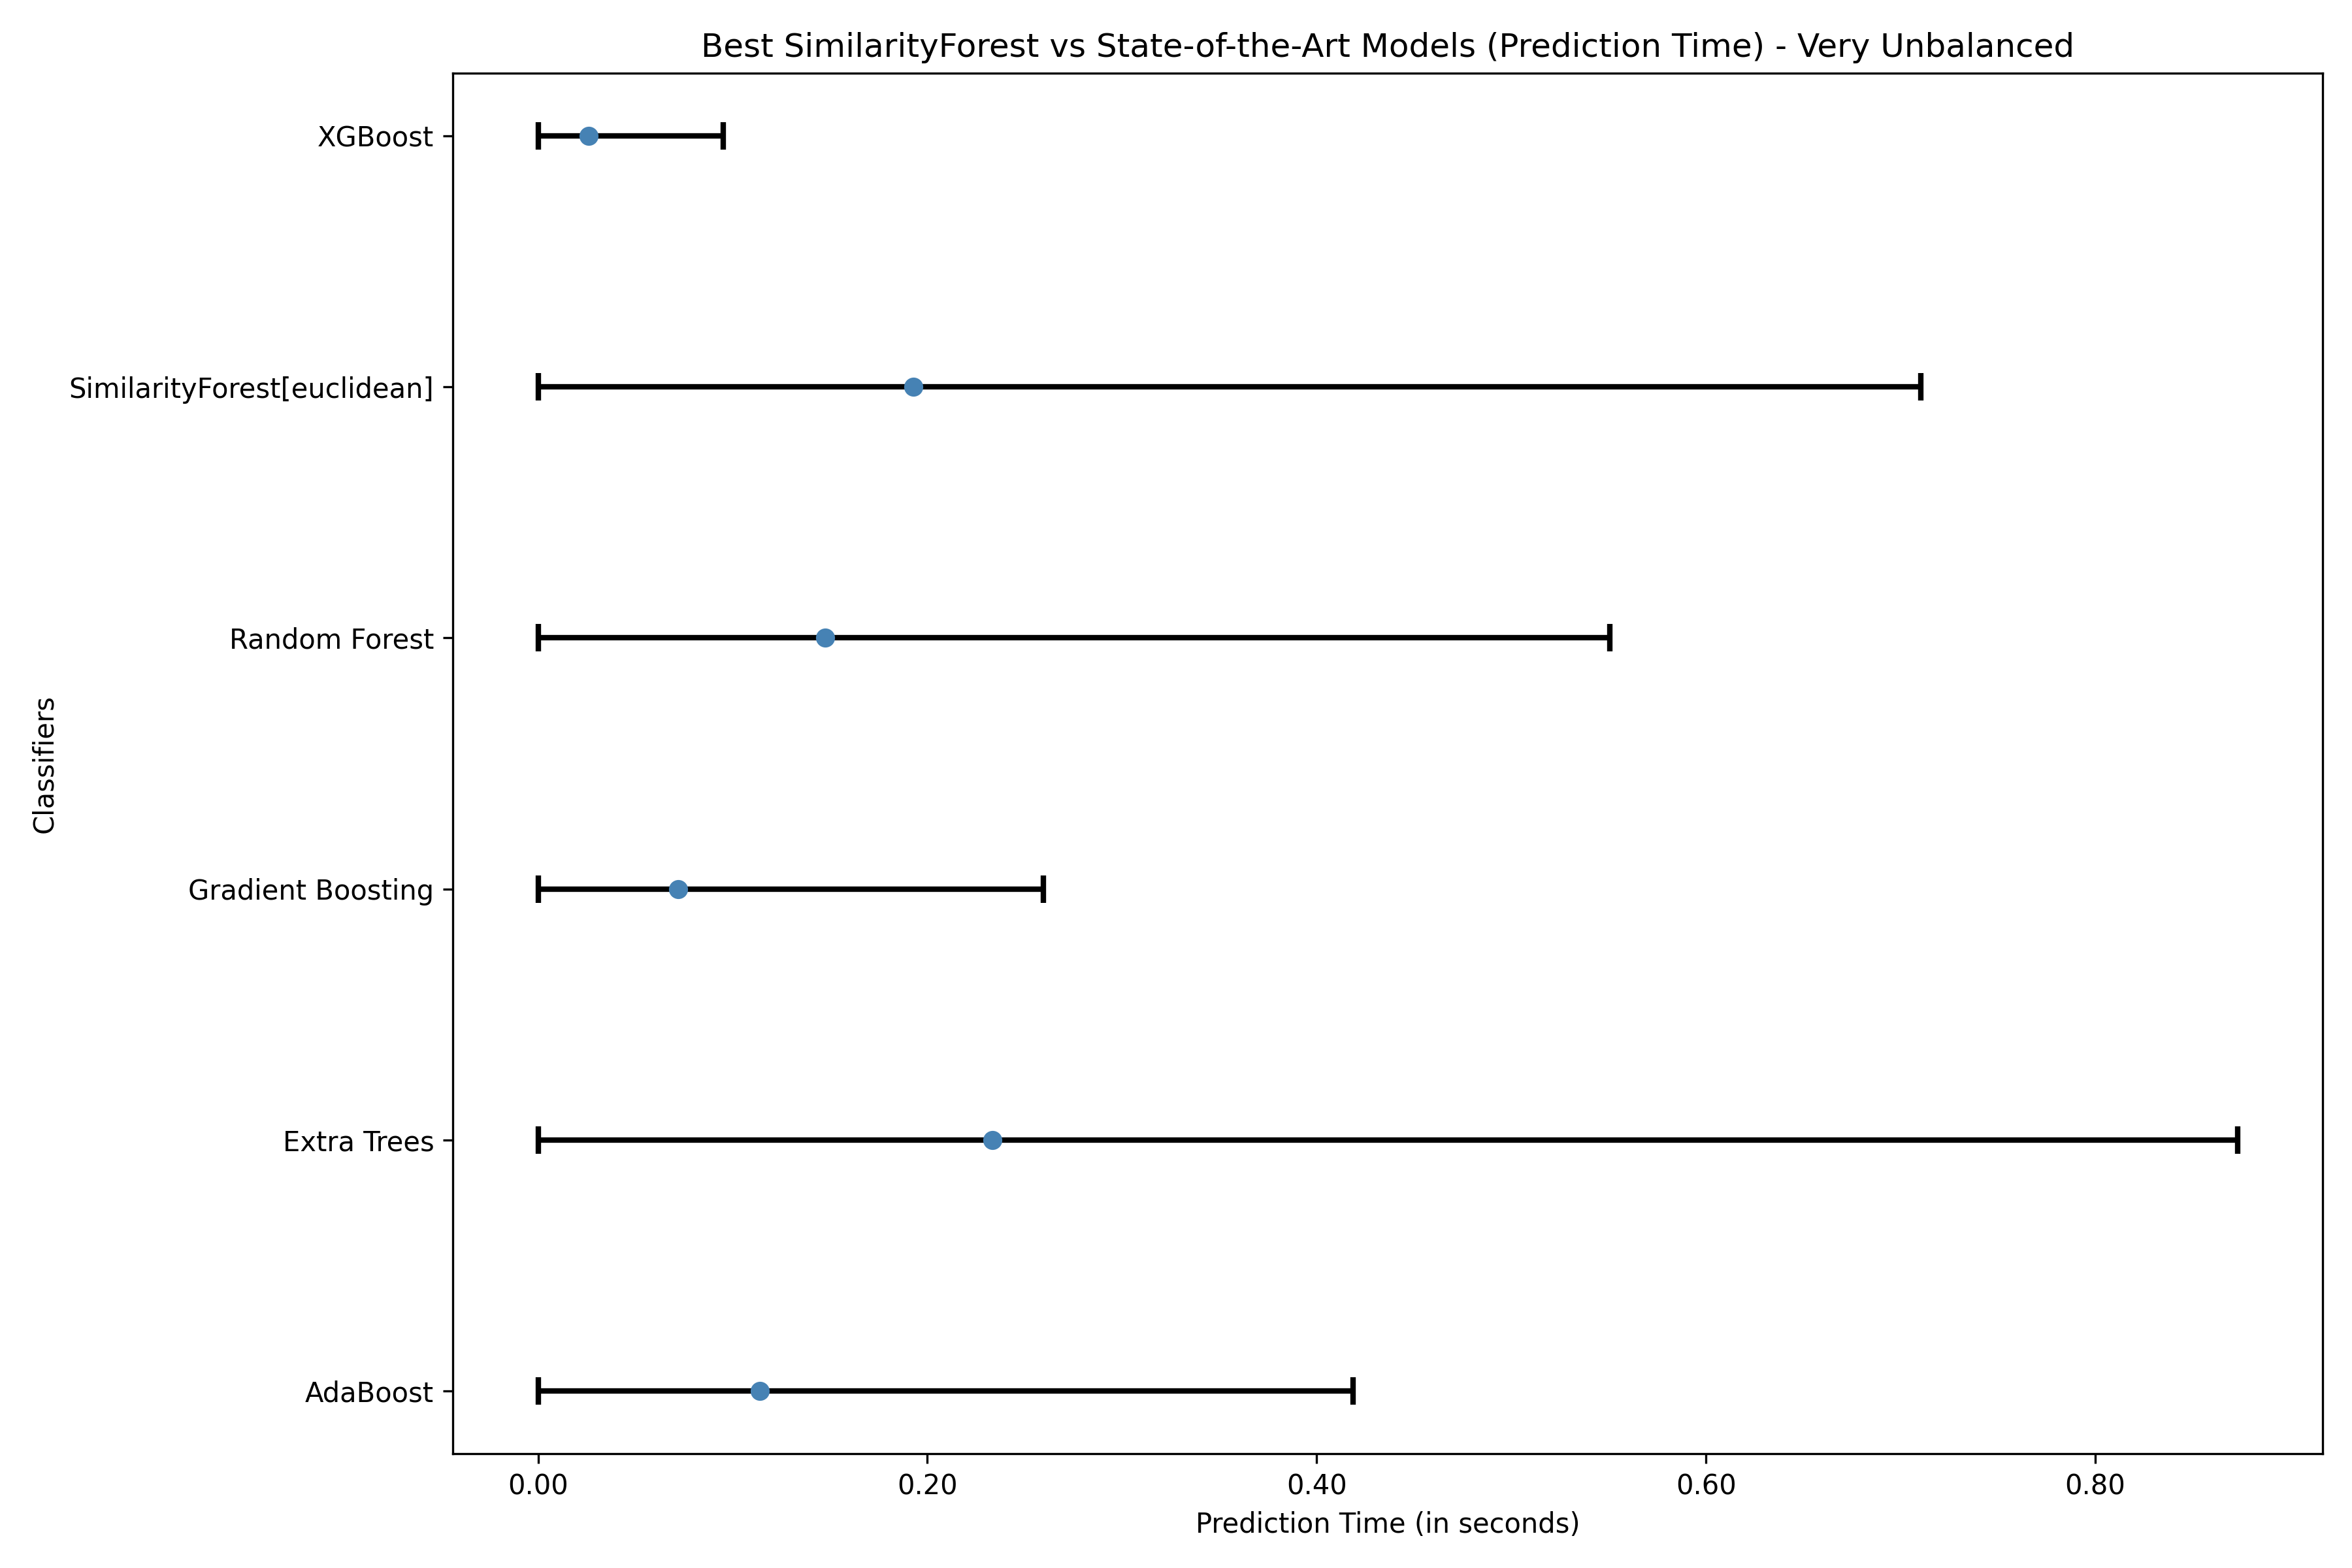 Best SimilarityForest vs State-of-the-Art Models (Prediction Time) - Very Unbalanced
XGBoost
SimilarityForest[euclidean]
Random Forest
Gradient Boosting
Extra Trees
AdaBoost
Classifiers
0.00 0.20 0.40 0.60 0.80
Prediction Time (in seconds)